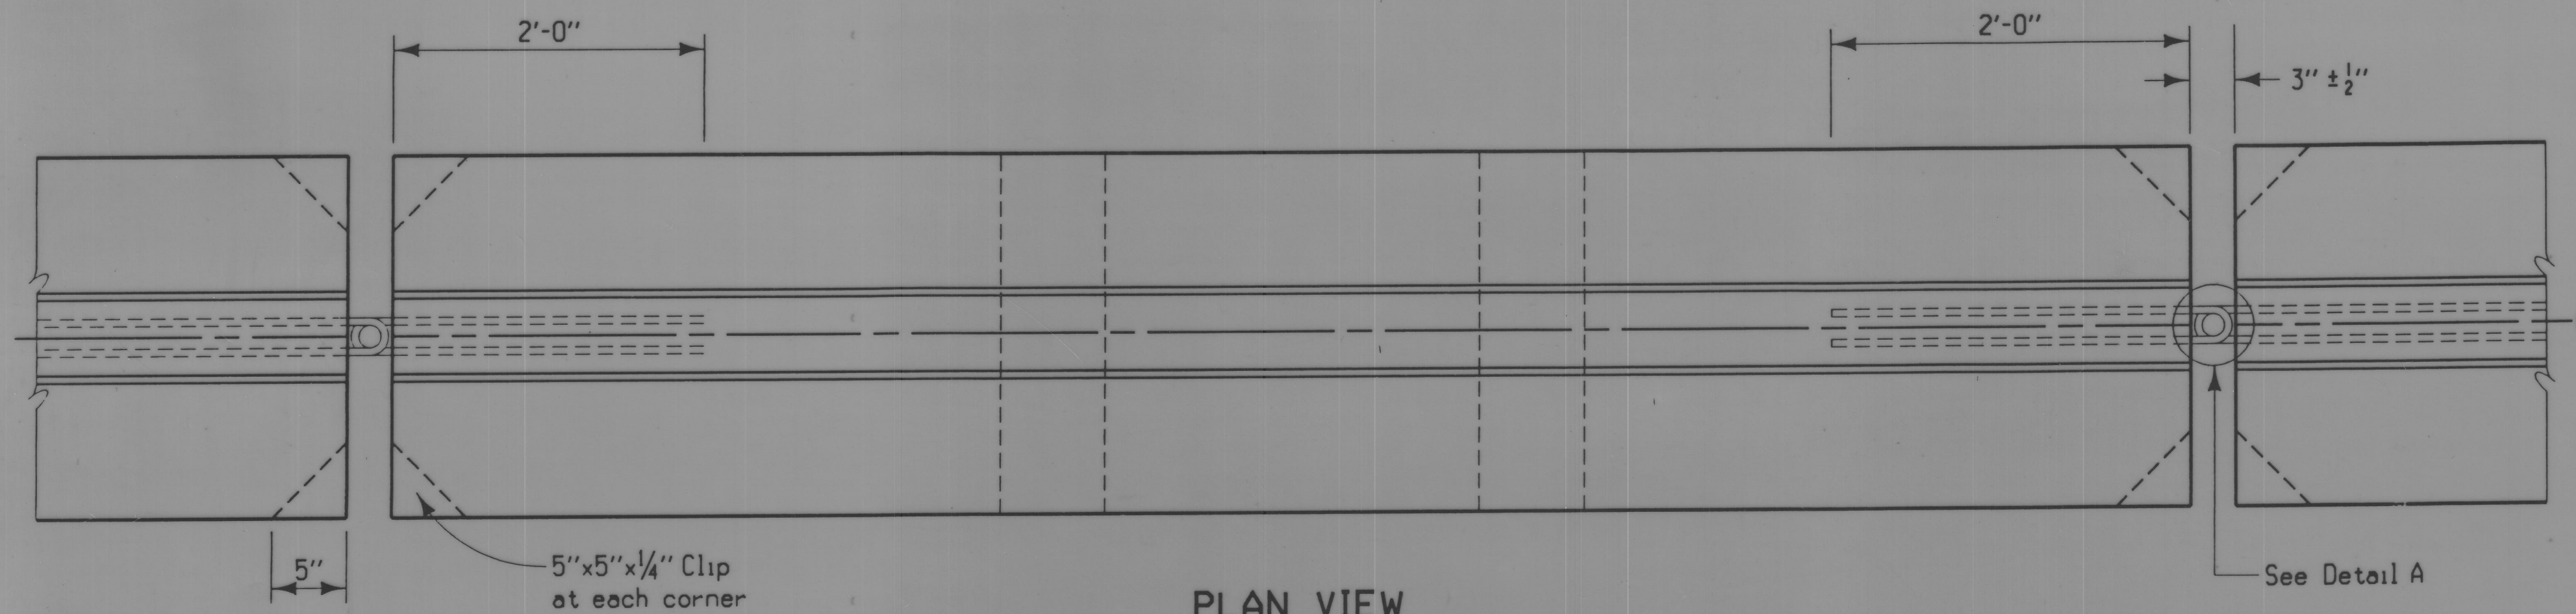 2'-0"
2'-0"
3" ± 1/2"
5"
5"x5"x1/4" Clip
at each corner
PLAN VIEW
See Detail A